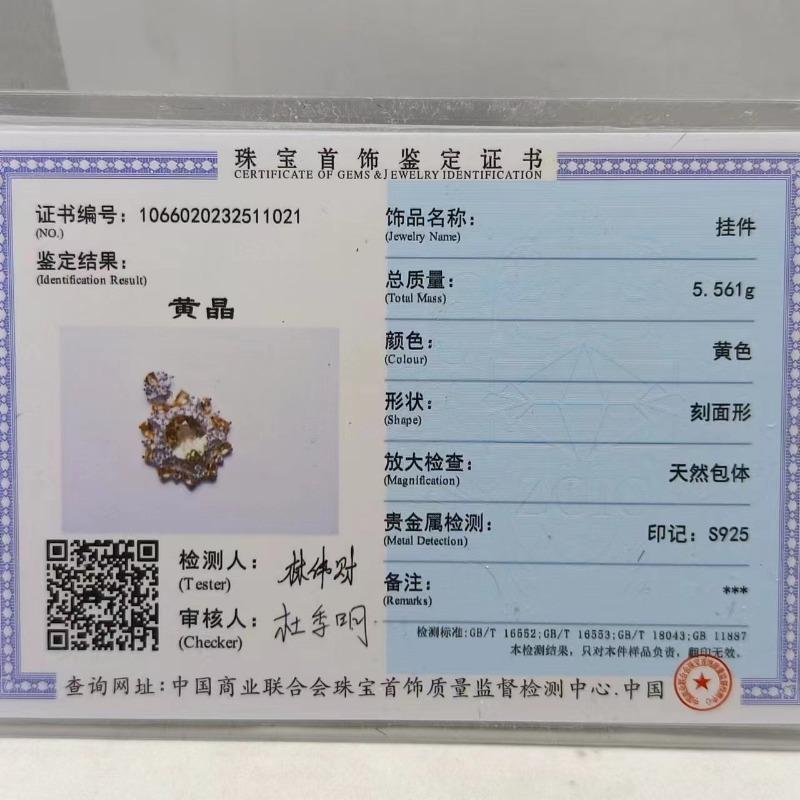 珠宝首饰鉴定证书
CERTIFICATE OF GEMS & JEWELRY IDENTIFICATION
证书编号：1066020232511021
(NO.)
鉴定结果：
(Identification Result)
黄晶
检测人：
(Tester)
审核人：
(Checker)
杜季明
饰品名称： 挂件
(Jewelry Name)
总质量： 5.561g
(Total Mass)
颜色： 黄色
(Colour)
形状： 刻面形
(Shape)
放大检查： 天然包体
(Magnification)
贵金属检测： 印记：S925
(Metal Detection)
备注： ***
(Remarks)
检测标准:GB/T 16552;GB/T 16553;GB/T 18043;GB 11887
本检测结果，只对本件样品负责，翻印无效。
查询网址：中国商业联合会珠宝首饰质量监督检测中心.中国